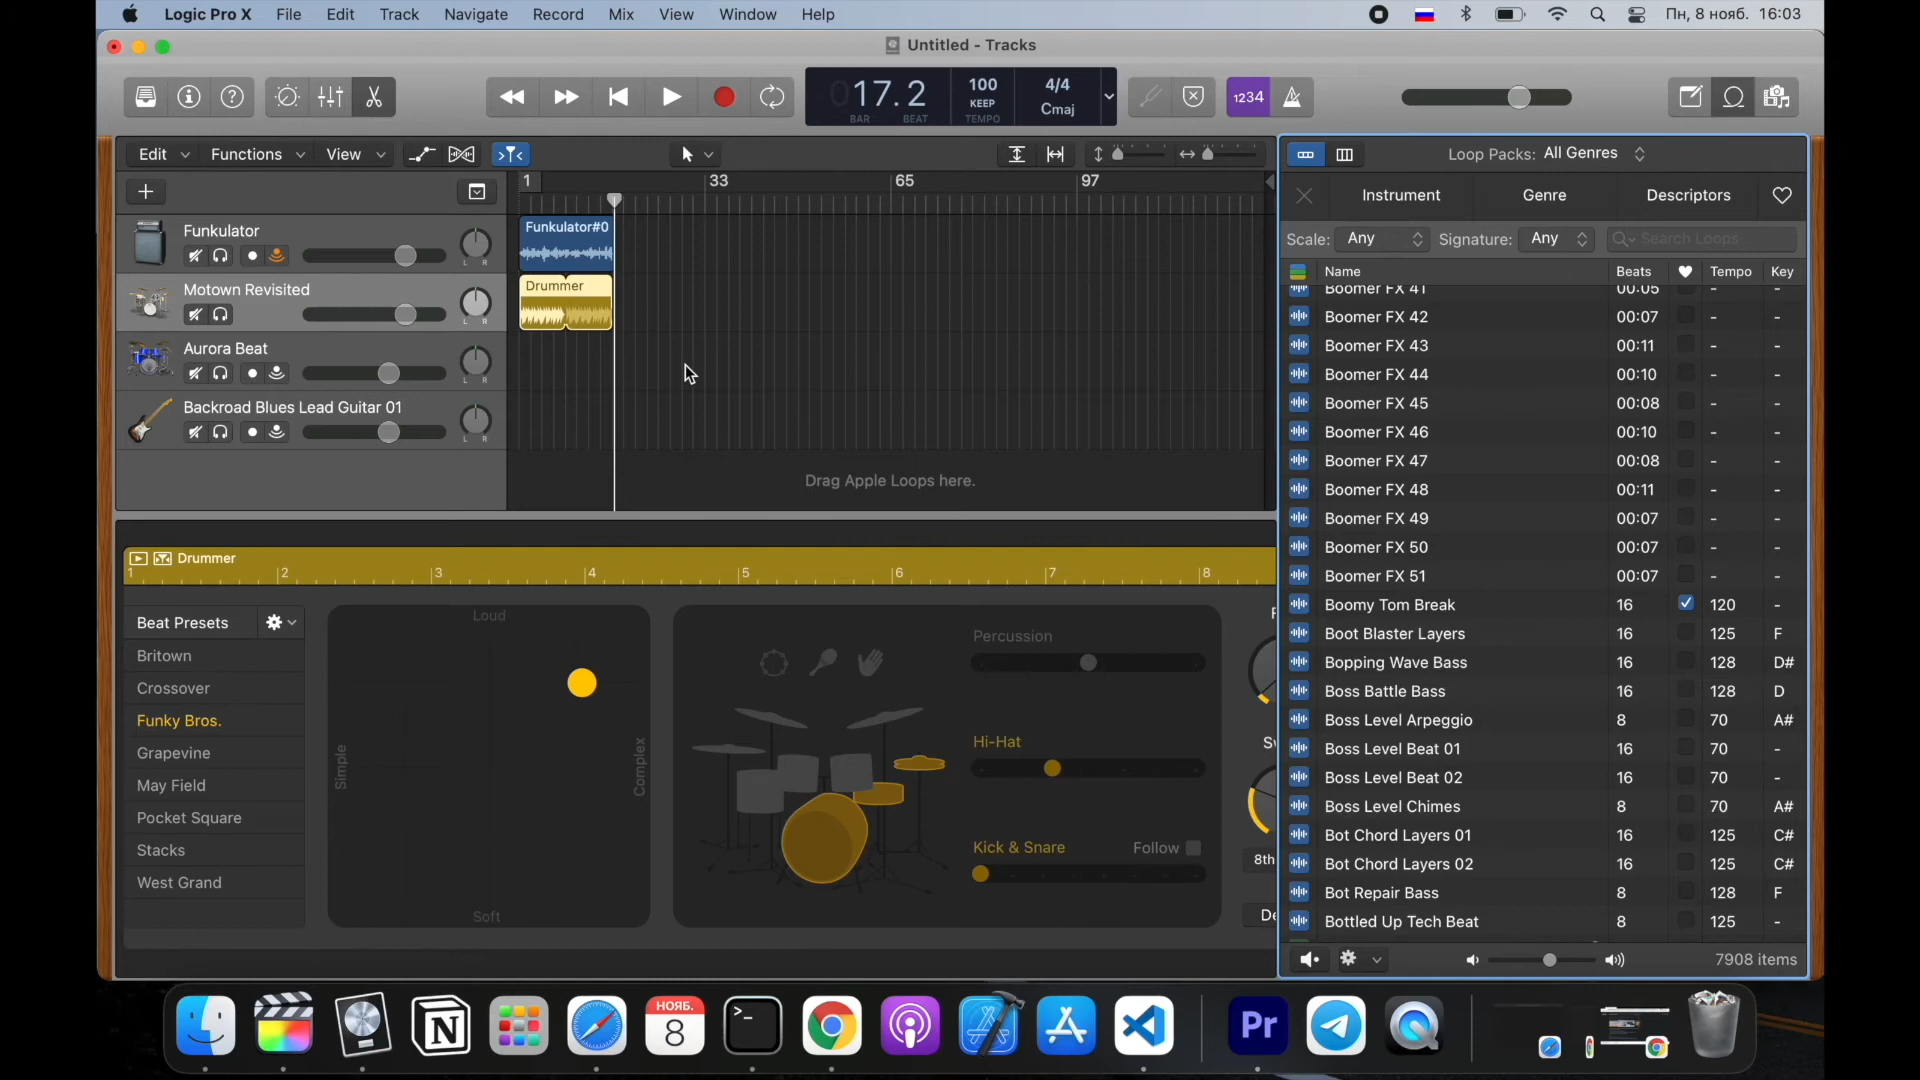 Logic Pro X File Edit Track Navigate Record Mix View Window Help
Пн, 8 нояб. 16:03
Untitled - Tracks
017.2
BAR BEAT
100
KEEP
TEMPO
4/4
Cmaj
1234
Edit Functions View
Loop Packs: All Genres
1 33 65 97
Instrument Genre Descriptors
Scale: Any Signature: Any Search Loops
Name Beats Tempo Key
Funkulator
L R
Funkulator#0
Motown Revisited
L R
Drummer
Aurora Beat
L R
Backroad Blues Lead Guitar 01
L R
Drag Apple Loops here.
Boomer FX 41 00:05 - -
Boomer FX 42 00:07 - -
Boomer FX 43 00:11 - -
Boomer FX 44 00:10 - -
Boomer FX 45 00:08 - -
Boomer FX 46 00:10 - -
Boomer FX 47 00:08 - -
Boomer FX 48 00:11 - -
Boomer FX 49 00:07 - -
Boomer FX 50 00:07 - -
Boomer FX 51 00:07 - -
Boomy Tom Break 16 120 -
Boot Blaster Layers 16 125 F
Bopping Wave Bass 16 128 D#
Boss Battle Bass 16 128 D
Boss Level Arpeggio 8 70 A#
Boss Level Beat 01 16 70 -
Boss Level Beat 02 16 70 -
Boss Level Chimes 8 70 A#
Bot Chord Layers 01 16 125 C#
Bot Chord Layers 02 16 125 C#
Bot Repair Bass 8 128 F
Bottled Up Tech Beat 8 125 -
7908 items
Drummer
1 2 3 4 5 6 7 8
Beat Presets
Britown
Crossover
Funky Bros.
Grapevine
May Field
Pocket Square
Stacks
West Grand
Loud
Simple
Complex
Soft
Percussion
Hi-Hat
Kick & Snare Follow
8th
НОЯБ.
8
Pr